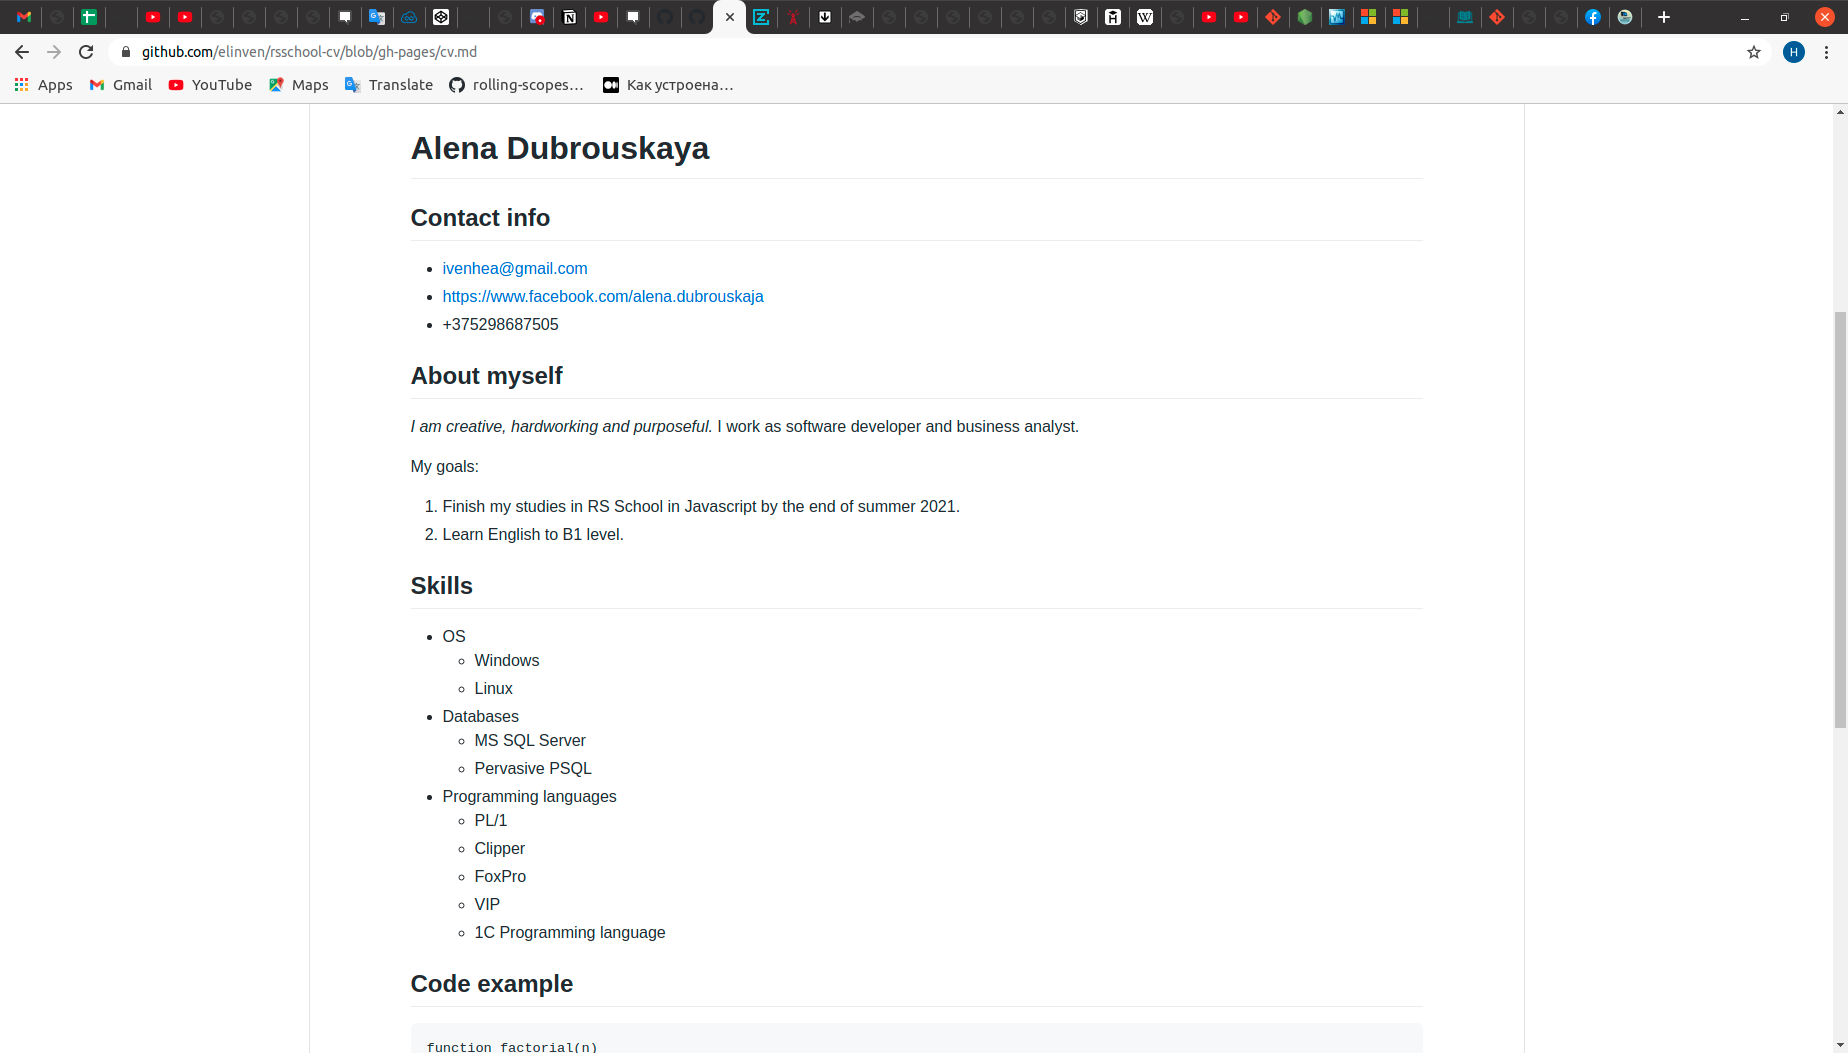 github.com/elinven/rsschool-cv/blob/gh-pages/cv.md
H
Apps Gmail YouTube Maps Translate rolling-scopes... Как устроена...
Alena Dubrouskaya
Contact info
ivenhea@gmail.com
https://www.facebook.com/alena.dubrouskaja
+375298687505
About myself
I am creative, hardworking and purposeful. I work as software developer and business analyst.
My goals:
1. Finish my studies in RS School in Javascript by the end of summer 2021.
2. Learn English to B1 level.
Skills
OS
Windows
Linux
Databases
MS SQL Server
Pervasive PSQL
Programming languages
PL/1
Clipper
FoxPro
VIP
1C Programming language
Code example
function factorial(n)